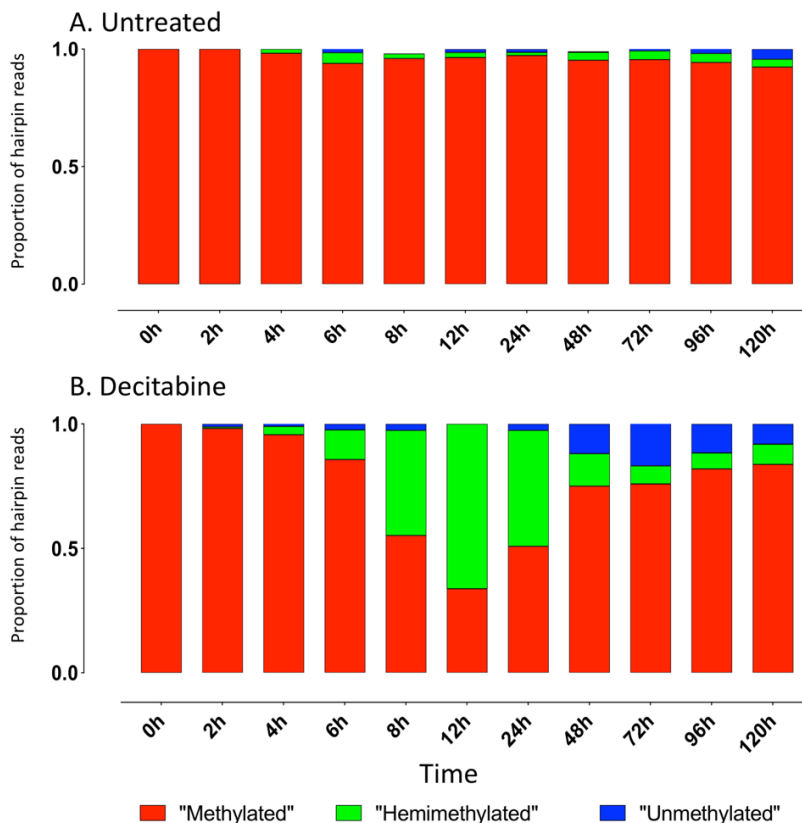 A. Untreated
Proportion of hairpin reads
1.0
0.5
0.0
0h 2h 4h 6h 8h 12h 24h 48h 72h 96h 120h
B. Decitabine
Proportion of hairpin reads
1.0
0.5
0.0
0h 2h 4h 6h 8h 12h 24h 48h 72h 96h 120h
Time
"Methylated" "Hemimethylated" "Unmethylated"